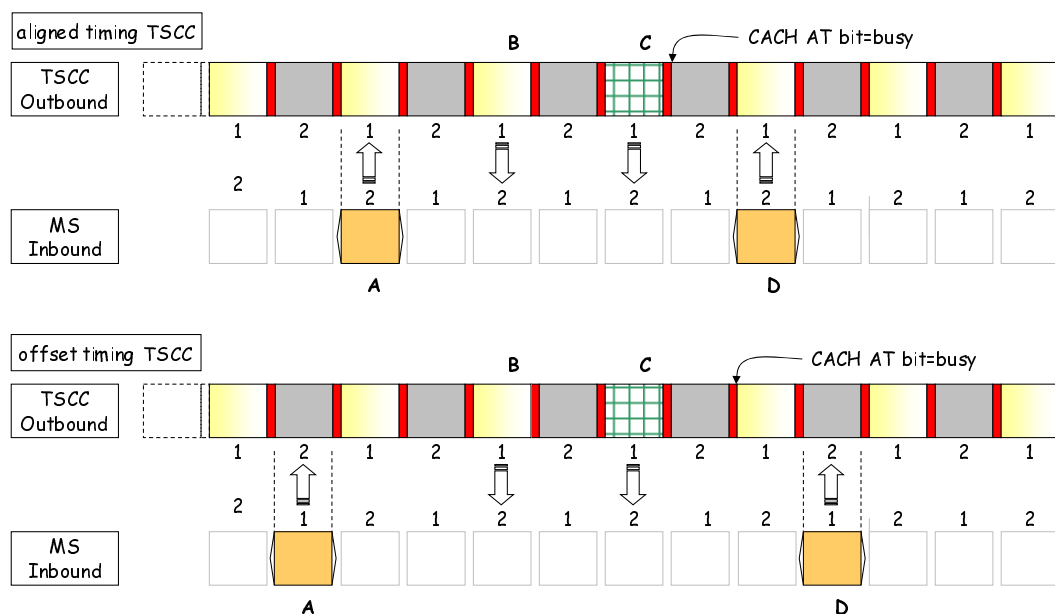 aligned timing TSCC
B C CACH AT bit=busy
TSCC
Outbound
1 2 1 2 1 2 1 2 1 2 1 2 1
2 1 2 1 2 1 2 1 2 1 2 1 2
MS
Inbound
A D
offset timing TSCC
B C CACH AT bit=busy
TSCC
Outbound
1 2 1 2 1 2 1 2 1 2 1 2 1
2 1 2 1 2 1 2 1 2 1 2 1 2
MS
Inbound
A D